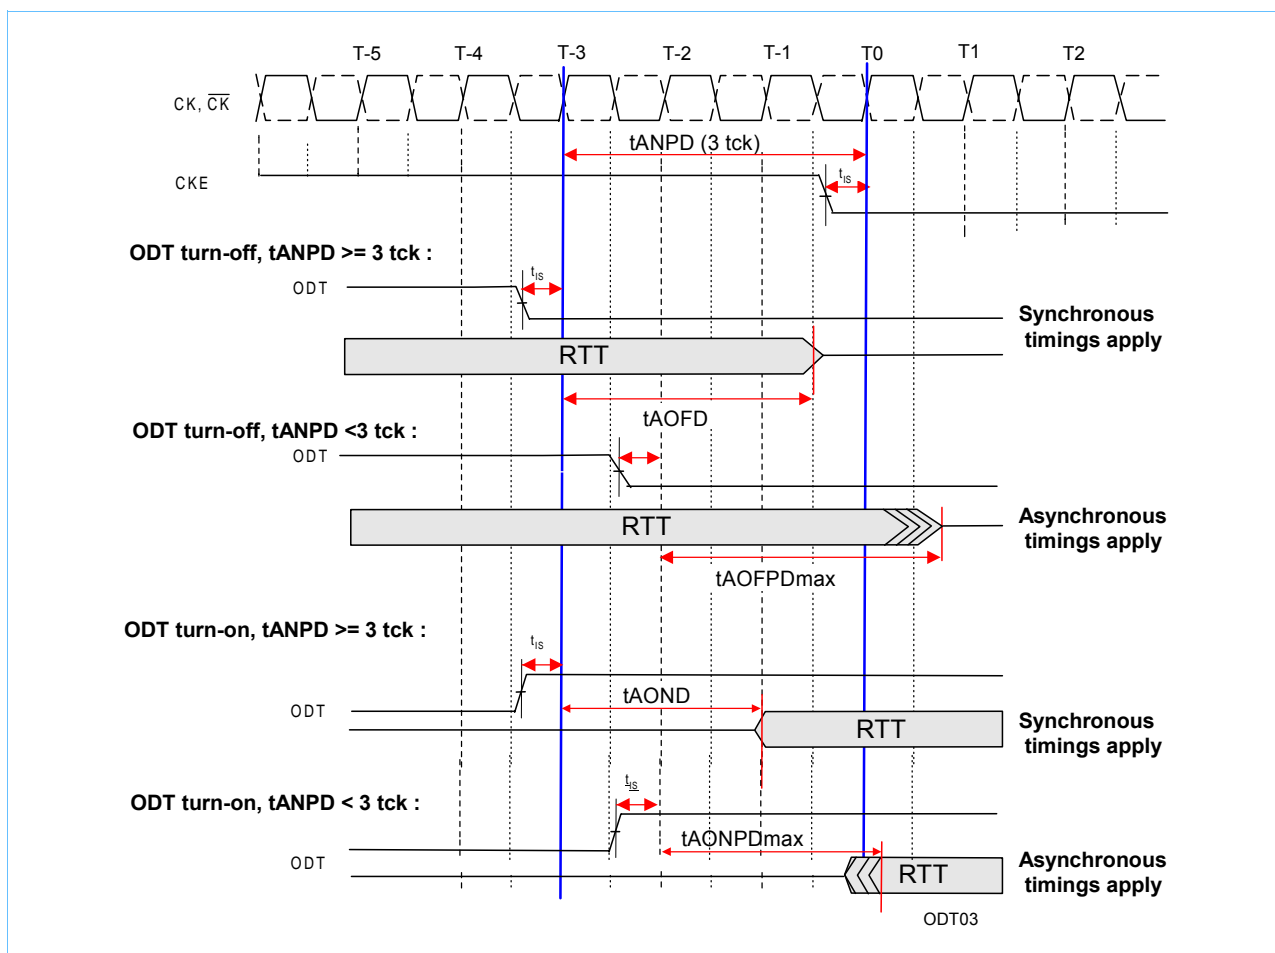 T-5 T-4 T-3 T-2 T-1 T0 T1 T2
CK, CK
tANPD (3 tck)
CKE
tIS
ODT turn-off, tANPD >= 3 tck :
tIS
ODT
Synchronous
timings apply
RTT
tAOFD
ODT turn-off, tANPD <3 tck :
ODT
RTT
Asynchronous
timings apply
tAOFPDmax
ODT turn-on, tANPD >= 3 tck :
tIS
tAOND
ODT
RTT
Synchronous
timings apply
tIS
ODT turn-on, tANPD < 3 tck :
tAONPDmax
ODT
RTT
Asynchronous
timings apply
ODT03